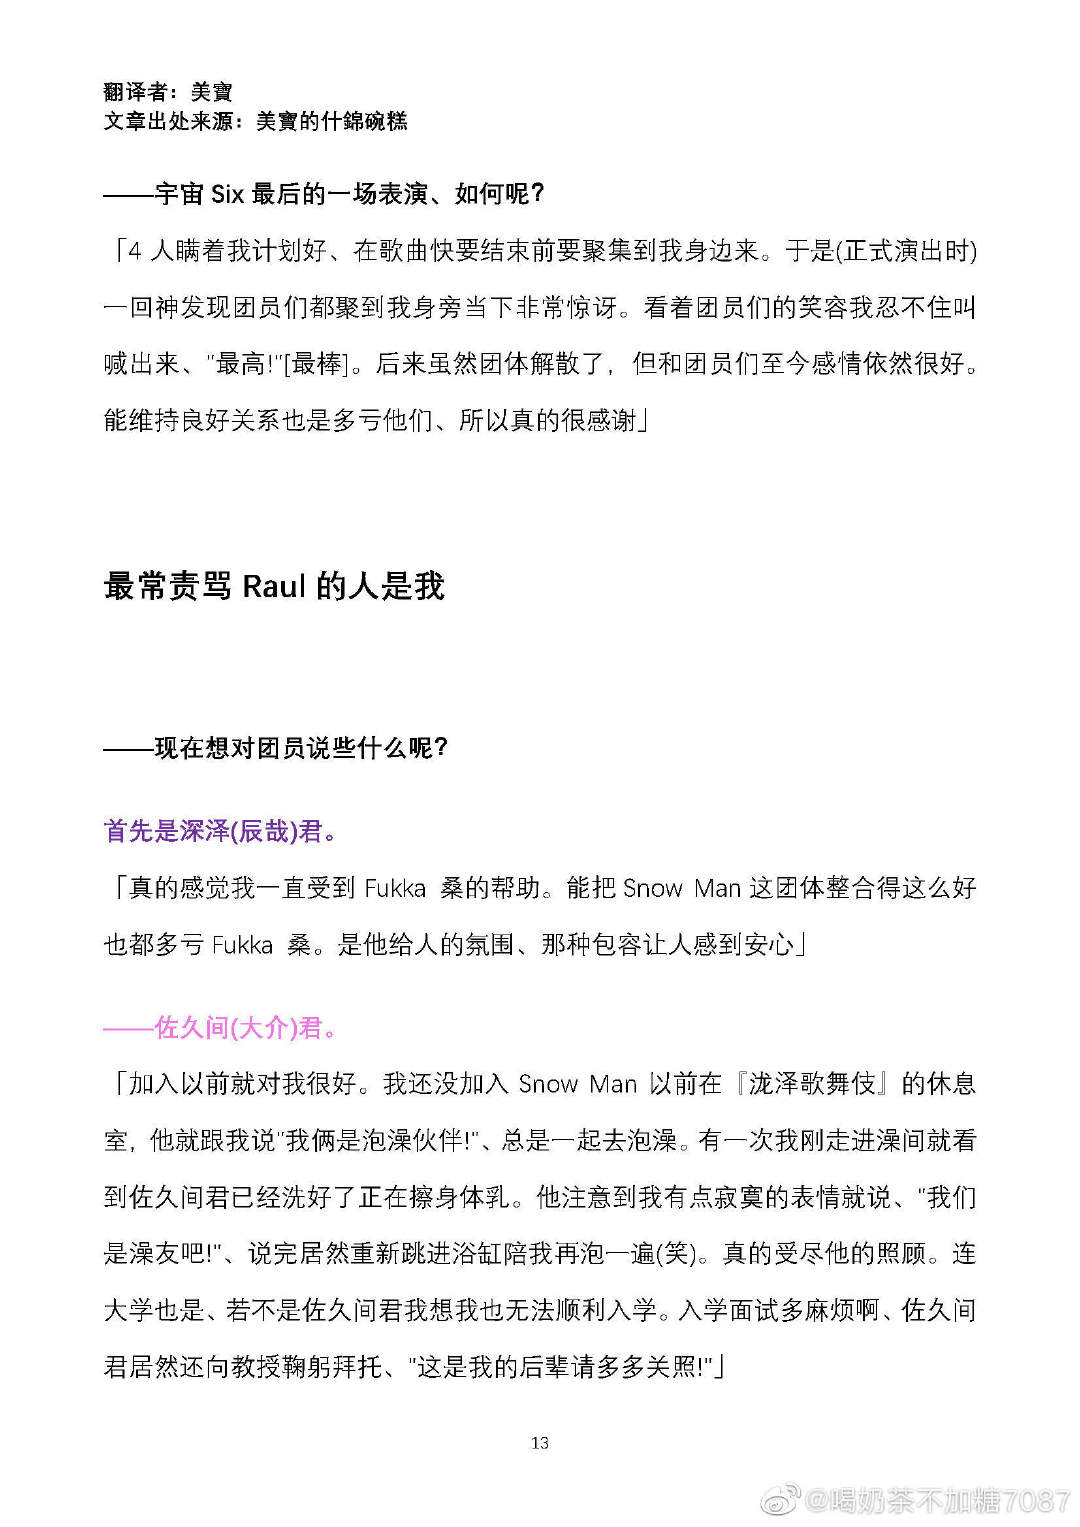 翻译者：美寶
文章出处来源：美寶的什錦碗糕
——宇宙 Six 最后的一场表演、如何呢？
「4 人瞒着我计划好、在歌曲快要结束前要聚集到我身边来。于是(正式演出时)
一回神发现团员们都聚到我身旁当下非常惊讶。看着团员们的笑容我忍不住叫
喊出来、"最高!"[最棒]。后来虽然团体解散了，但和团员们至今感情依然很好。
能维持良好关系也是多亏他们、所以真的很感谢」
最常责骂 Raul 的人是我
——现在想对团员说些什么呢？
首先是深泽(辰哉)君。
「真的感觉我一直受到 Fukka 桑的帮助。能把 Snow Man 这团体整合得这么好
也都多亏 Fukka 桑。是他给人的氛围、那种包容让人感到安心」
——佐久间(大介)君。
「加入以前就对我很好。我还没加入 Snow Man 以前在『泷泽歌舞伎』的休息
室，他就跟我说"我俩是泡澡伙伴!"、总是一起去泡澡。有一次我刚走进澡间就看
到佐久间君已经洗好了正在擦身体乳。他注意到我有点寂寞的表情就说、"我们
是澡友吧!"、说完居然重新跳进浴缸陪我再泡一遍(笑)。真的受尽他的照顾。连
大学也是、若不是佐久间君我想我也无法顺利入学。入学面试多麻烦啊、佐久间
君居然还向教授鞠躬拜托、"这是我的后辈请多多关照!"」
13
@喝奶茶不加糖7087